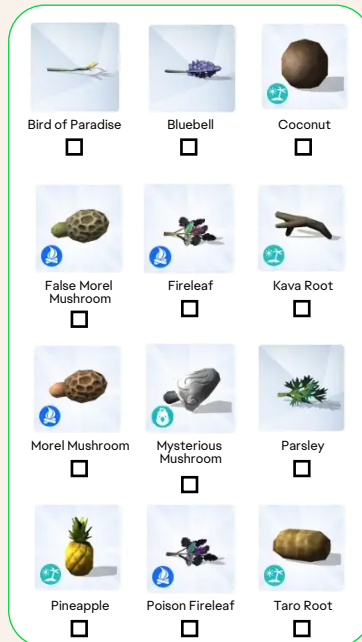 Bird of Paradise
Bluebell
Coconut
False Morel
Mushroom
Fireleaf
Kava Root
Morel Mushroom
Mysterious
Mushroom
Parsley
Pineapple
Poison Fireleaf
Taro Root